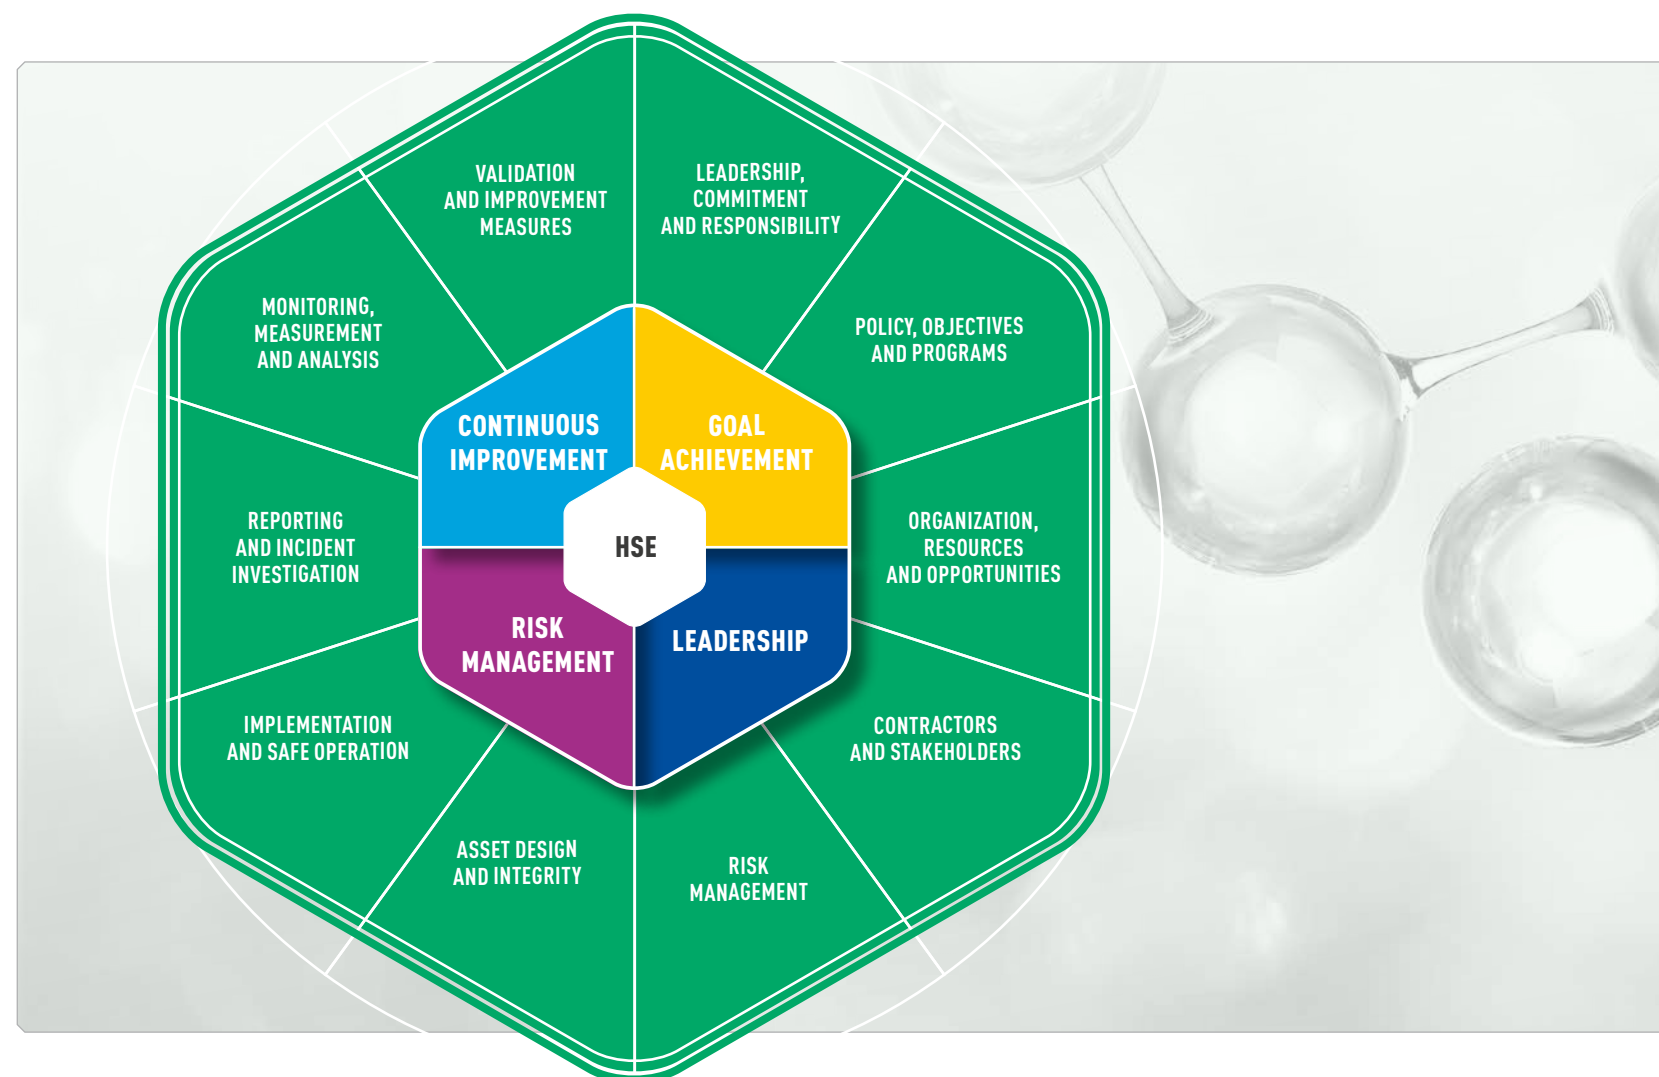 VALIDATION
AND IMPROVEMENT
MEASURES
LEADERSHIP,
COMMITMENT
AND RESPONSIBILITY
MONITORING,
MEASUREMENT
AND ANALYSIS
POLICY, OBJECTIVES
AND PROGRAMS
CONTINUOUS
IMPROVEMENT
GOAL
ACHIEVEMENT
REPORTING
AND INCIDENT
INVESTIGATION
HSE
ORGANIZATION,
RESOURCES
AND OPPORTUNITIES
RISK
MANAGEMENT
LEADERSHIP
IMPLEMENTATION
AND SAFE OPERATION
CONTRACTORS
AND STAKEHOLDERS
ASSET DESIGN
AND INTEGRITY
RISK
MANAGEMENT